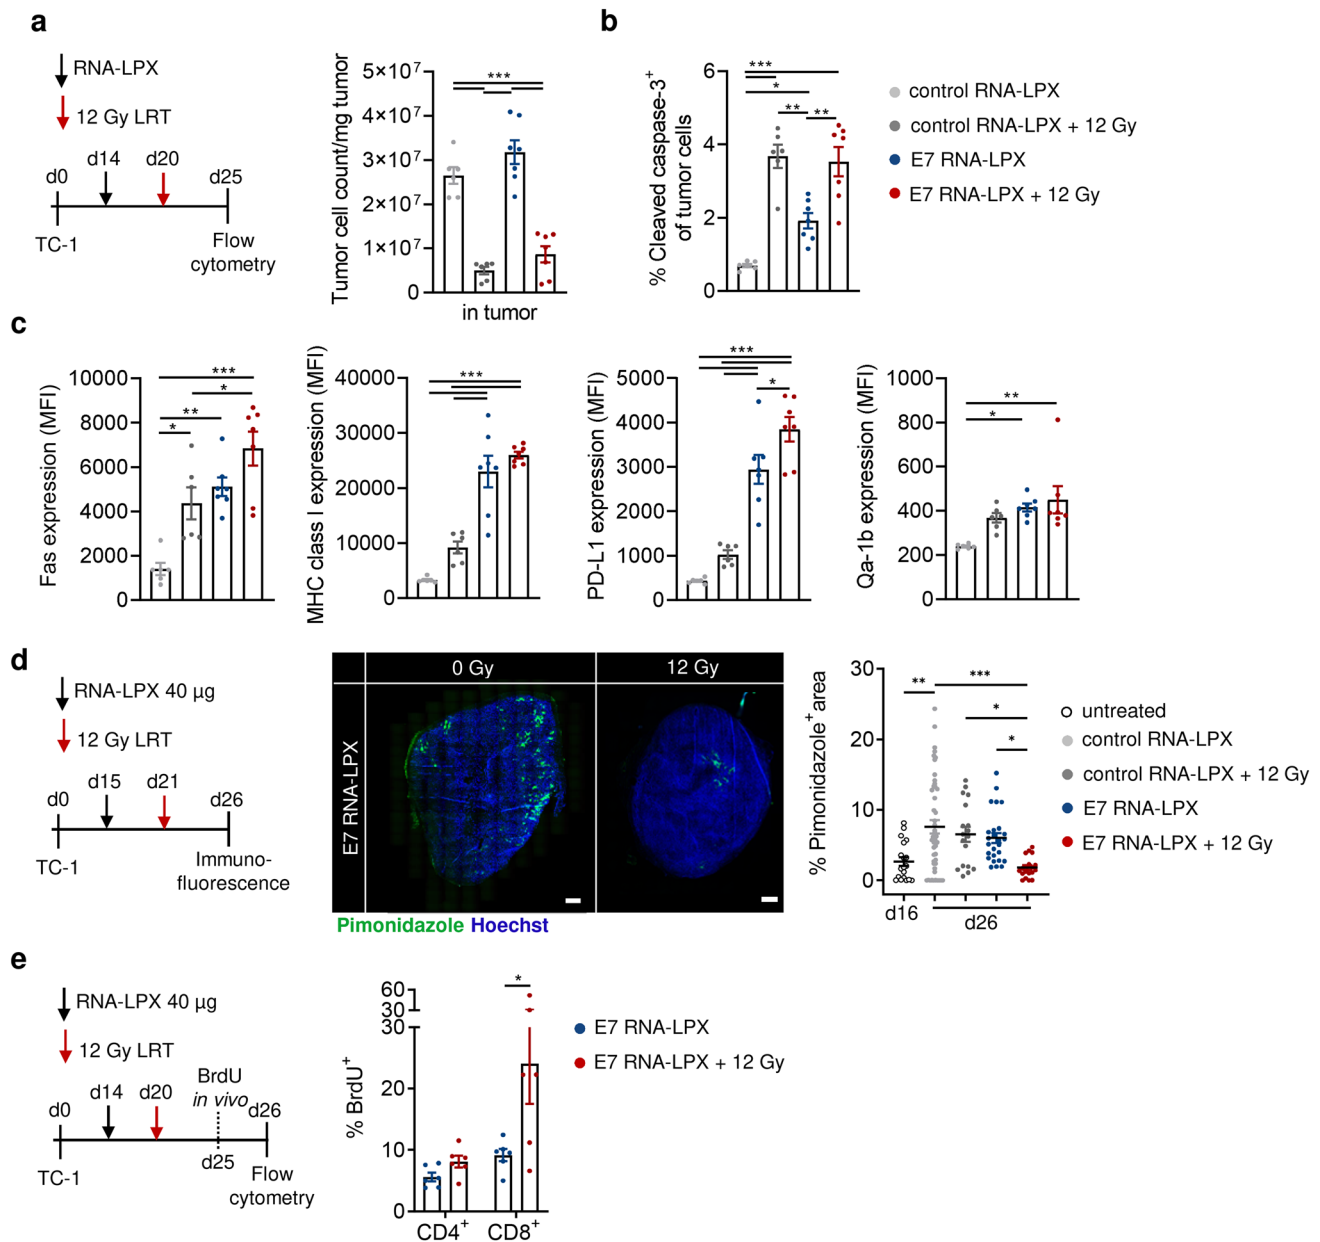 a
RNA-LPX
12 Gy LRT
d0
d14
d20
d25
TC-1
Flow
cytometry
Tumor cell count/mg tumor
5×10⁷
4×10⁷
3×10⁷
2×10⁷
1×10⁷
0
***
in tumor
b
% Cleaved caspase-3⁺
of tumor cells
6
4
2
0
***
*
**
**
control RNA-LPX
control RNA-LPX + 12 Gy
E7 RNA-LPX
E7 RNA-LPX + 12 Gy
c
Fas expression (MFI)
10000
8000
6000
4000
2000
0
***
*
**
*
MHC class I expression (MFI)
40000
30000
20000
10000
0
***
PD-L1 expression (MFI)
5000
4000
3000
2000
1000
0
***
*
Qa-1b expression (MFI)
1000
800
600
400
200
0
**
*
d
RNA-LPX 40 µg
12 Gy LRT
d0
d15
d21
d26
TC-1
Immuno-
fluorescence
0 Gy
12 Gy
E7 RNA-LPX
Pimonidazole Hoechst
% Pimonidazole⁺ area
30
20
10
0
**
***
*
*
d16
d26
untreated
control RNA-LPX
control RNA-LPX + 12 Gy
E7 RNA-LPX
E7 RNA-LPX + 12 Gy
e
RNA-LPX 40 µg
12 Gy LRT
BrdU
in vivo
d0
d14
d20
d26
d25
TC-1
Flow
cytometry
% BrdU⁺
60
30
30
20
10
0
*
CD4⁺
CD8⁺
E7 RNA-LPX
E7 RNA-LPX + 12 Gy